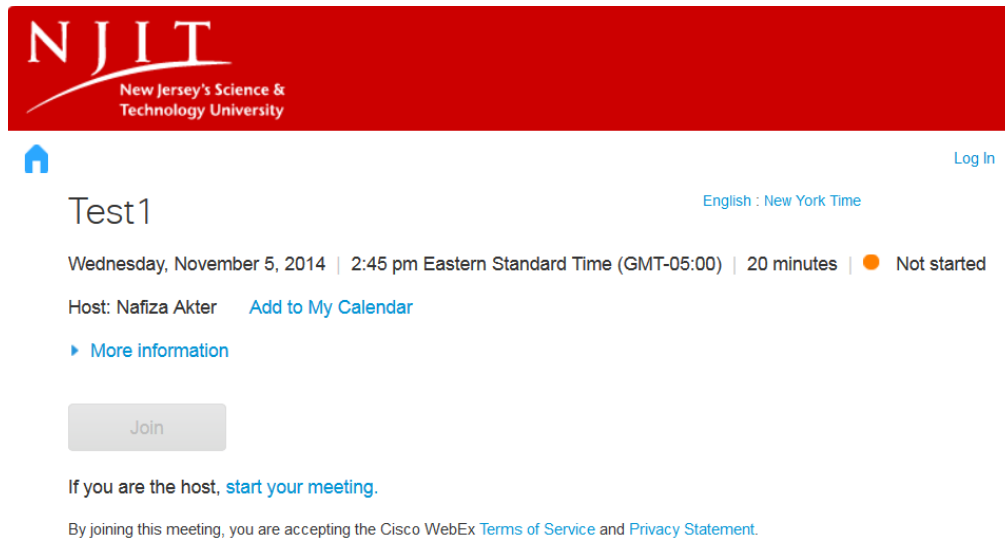 NJIT
New Jersey's Science &
Technology University
Log In
Test1
English : New York Time
Wednesday, November 5, 2014 | 2:45 pm Eastern Standard Time (GMT-05:00) | 20 minutes | Not started
Host: Nafiza Akter Add to My Calendar
More information
Join
If you are the host, start your meeting.
By joining this meeting, you are accepting the Cisco WebEx Terms of Service and Privacy Statement.